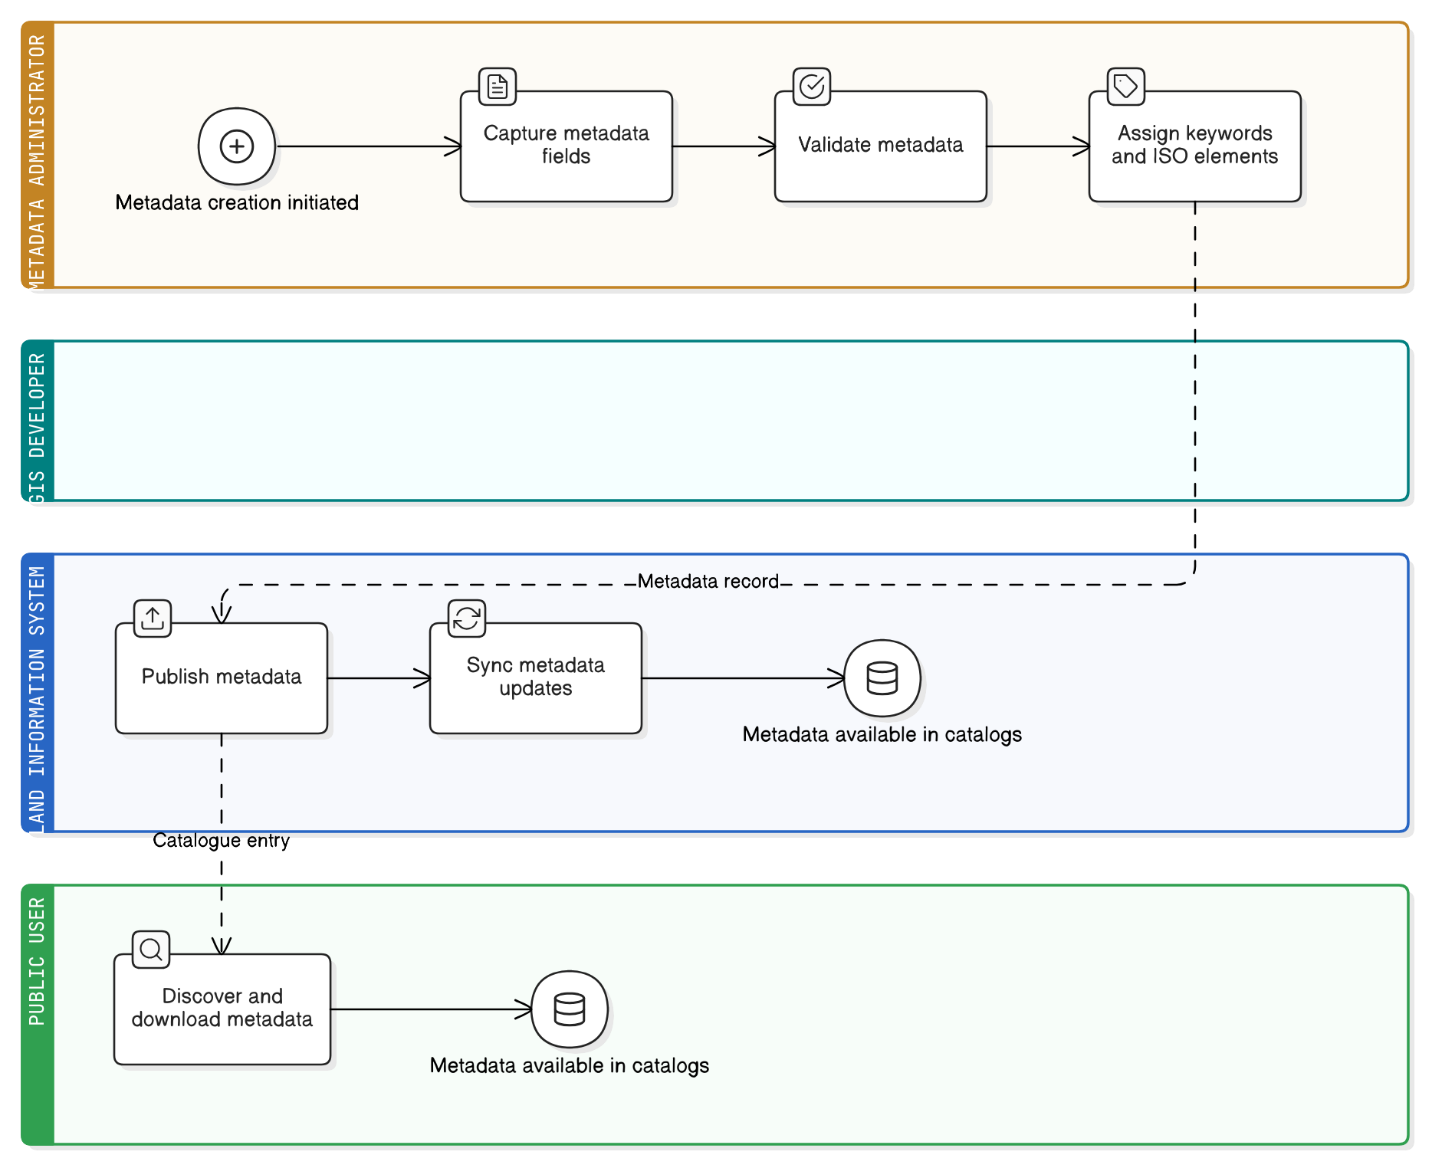 METADATA ADMINISTRATOR
Metadata creation initiated
Capture metadata
fields
Validate metadata
Assign keywords
and ISO elements
GIS DEVELOPER
LAND INFORMATION SYSTEM
Metadata record
Publish metadata
Sync metadata
updates
Metadata available in catalogs
Catalogue entry
PUBLIC USER
Discover and
download metadata
Metadata available in catalogs